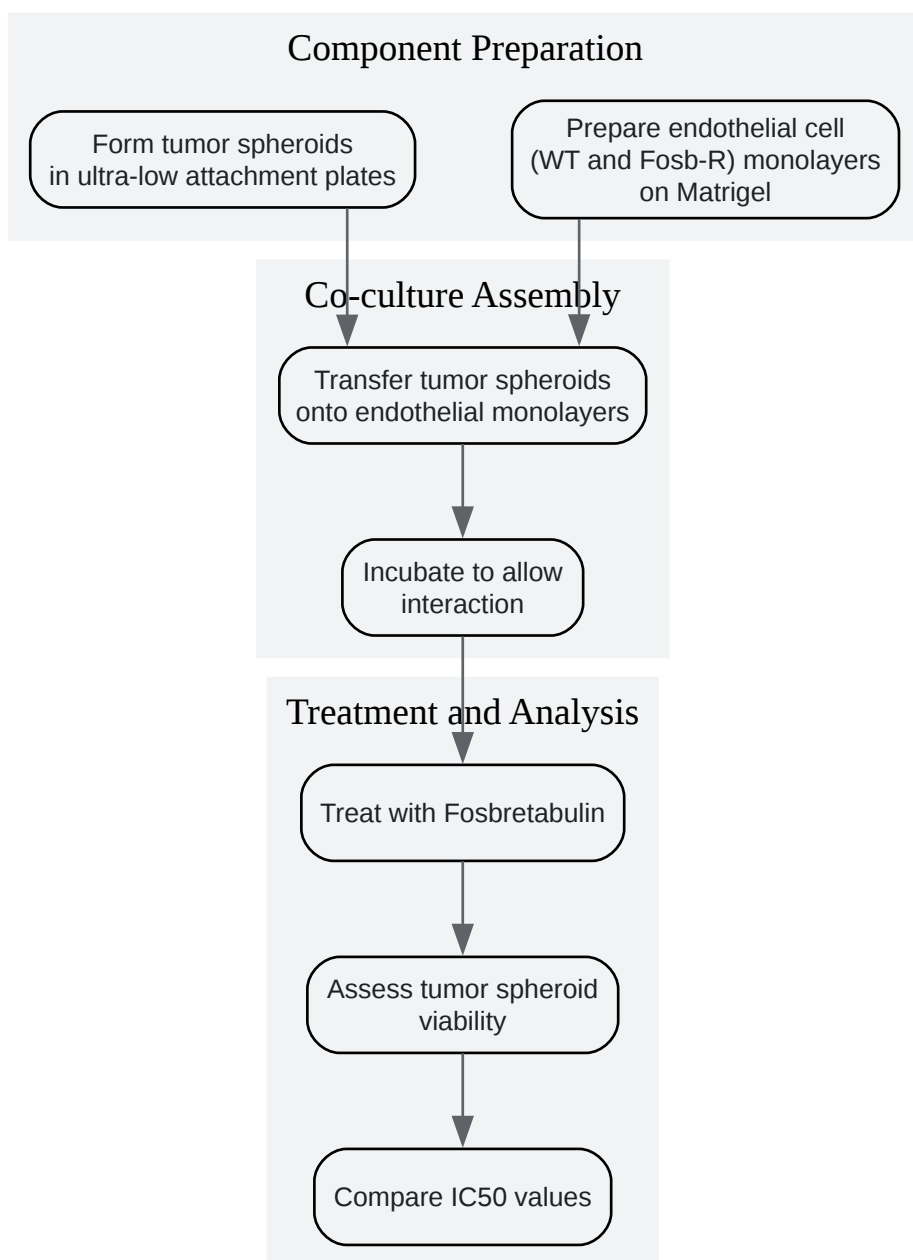 Component Preparation
Form tumor spheroids
in ultra-low attachment plates
Prepare endothelial cell
(WT and Fosb-R) monolayers
on Matrigel
Co-culture Assembly
Transfer tumor spheroids
onto endothelial monolayers
Incubate to allow
interaction
Treatment and Analysis
Treat with Fosbretabulin
Assess tumor spheroid
viability
Compare IC50 values